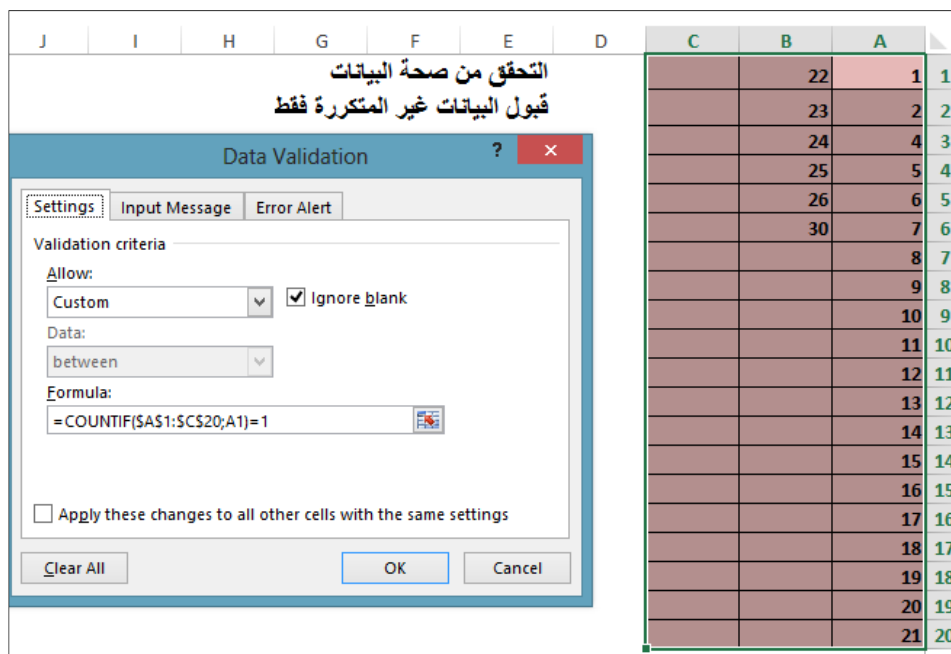 J I H G F E D C B A
التحقق من صحة البيانات
قبول البيانات غير المتكررة فقط
22 1 1
23 2 2
24 4 3
25 5 4
26 6 5
30 7 6
8 7
9 8
10 9
11 10
12 11
13 12
14 13
15 14
16 15
17 16
18 17
19 18
20 19
21 20
Data Validation
?
Settings
Input Message
Error Alert
Validation criteria
Allow:
Custom
Ignore blank
Data:
between
Formula:
=COUNTIF($A$1:$C$20;A1)=1
Apply these changes to all other cells with the same settings
Clear All
OK
Cancel